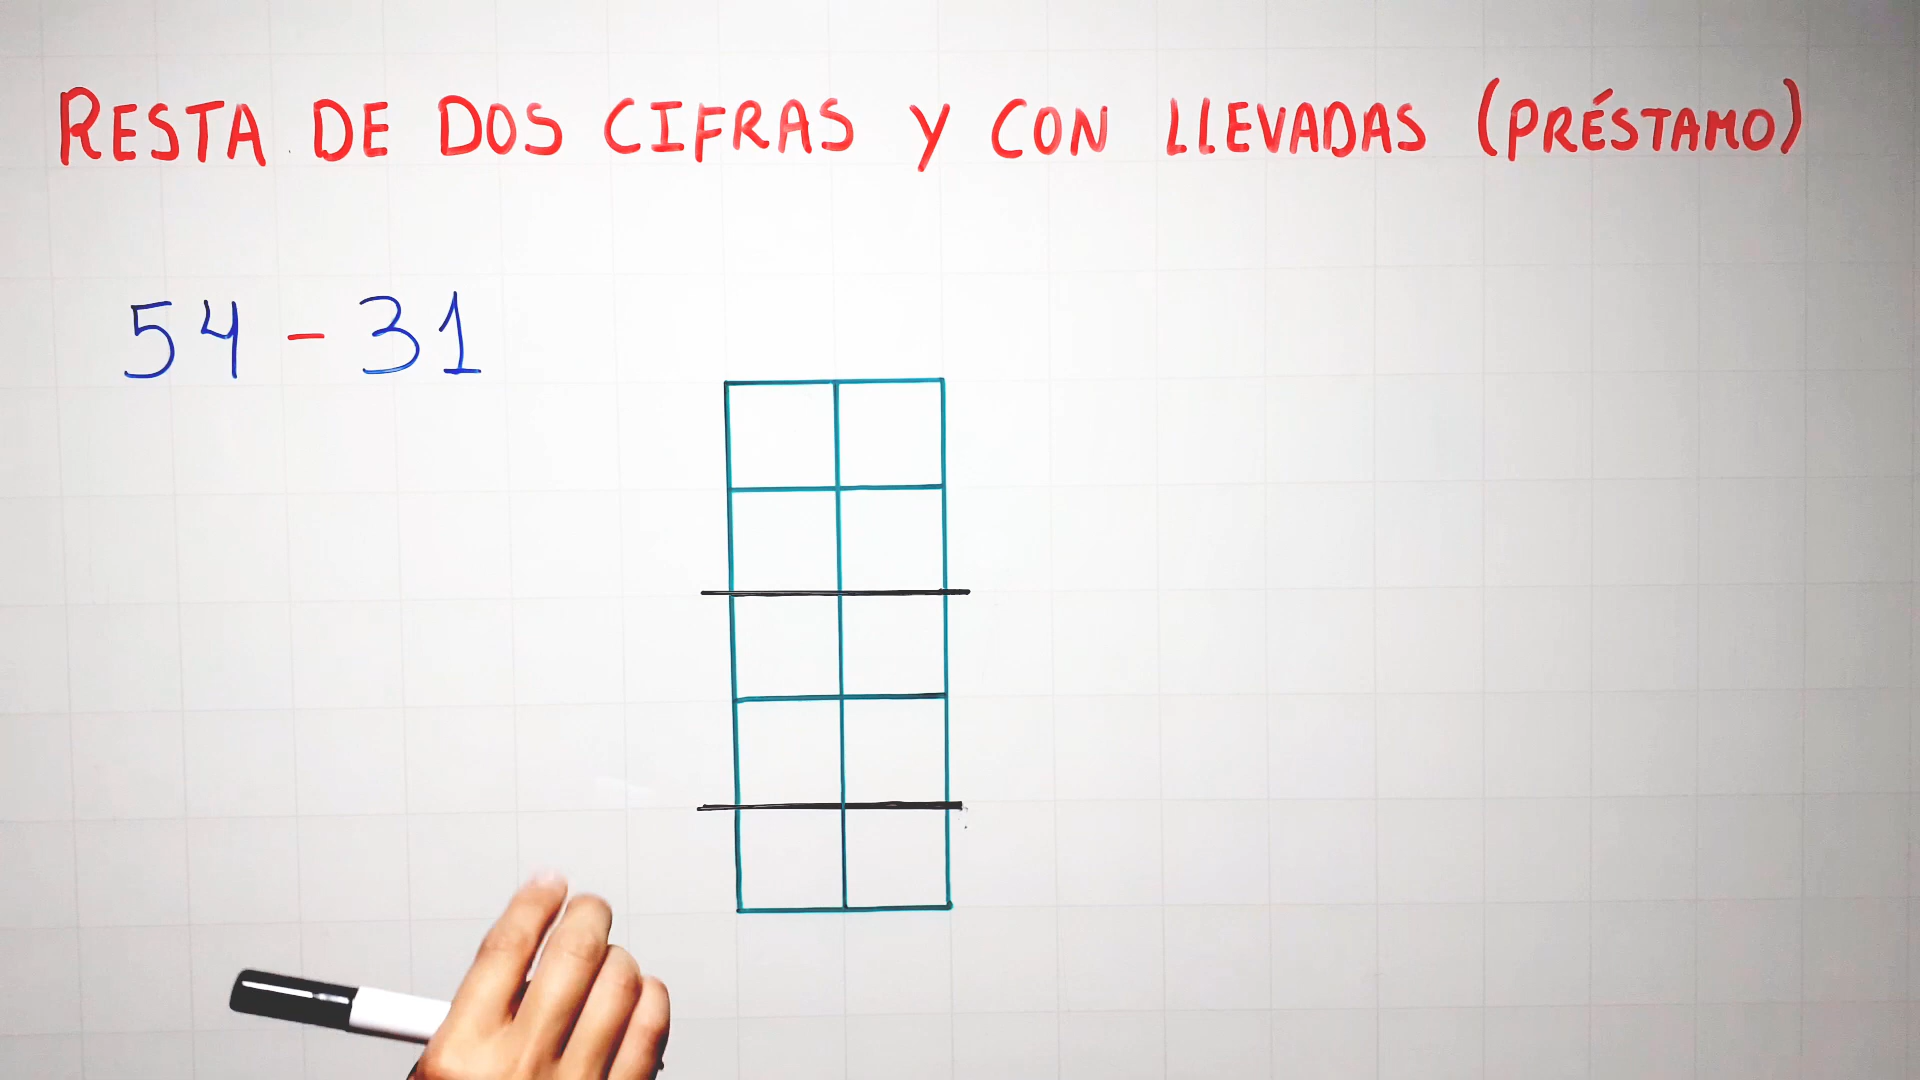 RESTA DE DOS CIFRAS Y CON LLEVADAS (PRÉSTAMO)
54 - 31